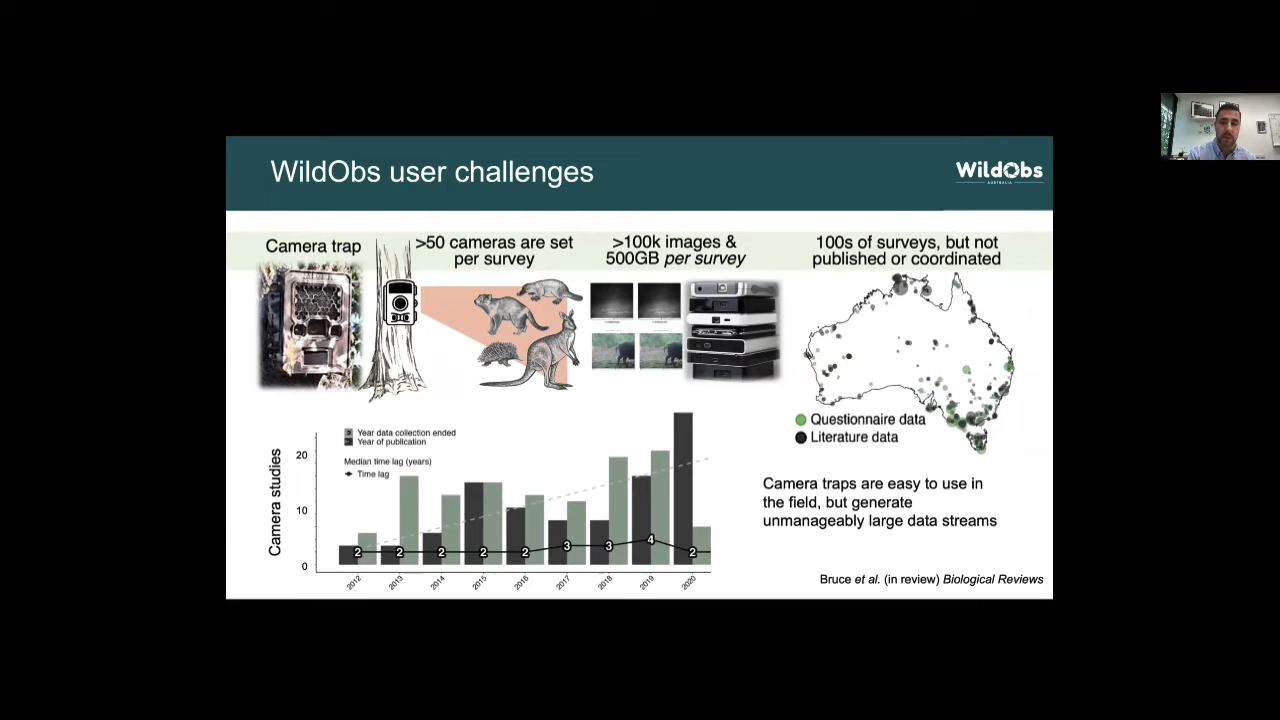 WildObs user challenges
WildObs
AUSTRALIA
Camera trap
>50 cameras are set
per survey
>100k images &
500GB per survey
100s of surveys, but not
published or coordinated
Questionnaire data
Literature data
Camera studies
20
10
0
Year data collection ended
Year of publication
Median time lag (years)
Time lag
2 2 2 2 2 3 3 4 2
2012 2013 2014 2015 2016 2017 2018 2019 2020
Camera traps are easy to use in
the field, but generate
unmanageably large data streams
Bruce et al. (in review) Biological Reviews